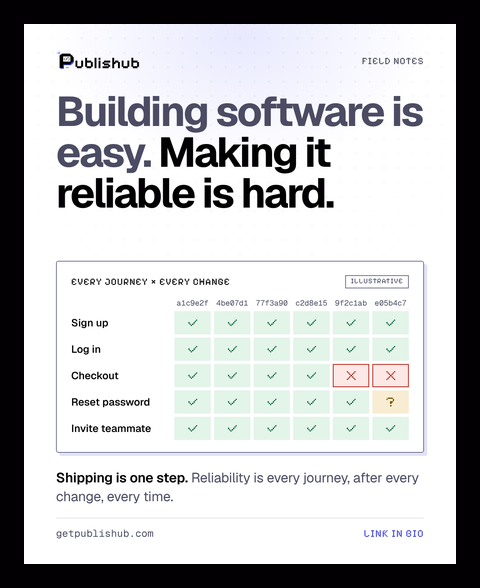 Publishub
FIELD NOTES
Building software is
easy. Making it
reliable is hard.
EVERY JOURNEY × EVERY CHANGE
ILLUSTRATIVE
a1c9e2f 4be07d1 77f3a90 c2d8e15 9f2c1ab e05b4c7
Sign up ✓ ✓ ✓ ✓ ✓ ✓
Log in ✓ ✓ ✓ ✓ ✓ ✓
Checkout ✓ ✓ ✓ ✓ ✕ ✕
Reset password ✓ ✓ ✓ ✓ ✓ ?
Invite teammate ✓ ✓ ✓ ✓ ✓ ✓
Shipping is one step. Reliability is every journey, after every
change, every time.
getpublishub.com
LINK IN BIO